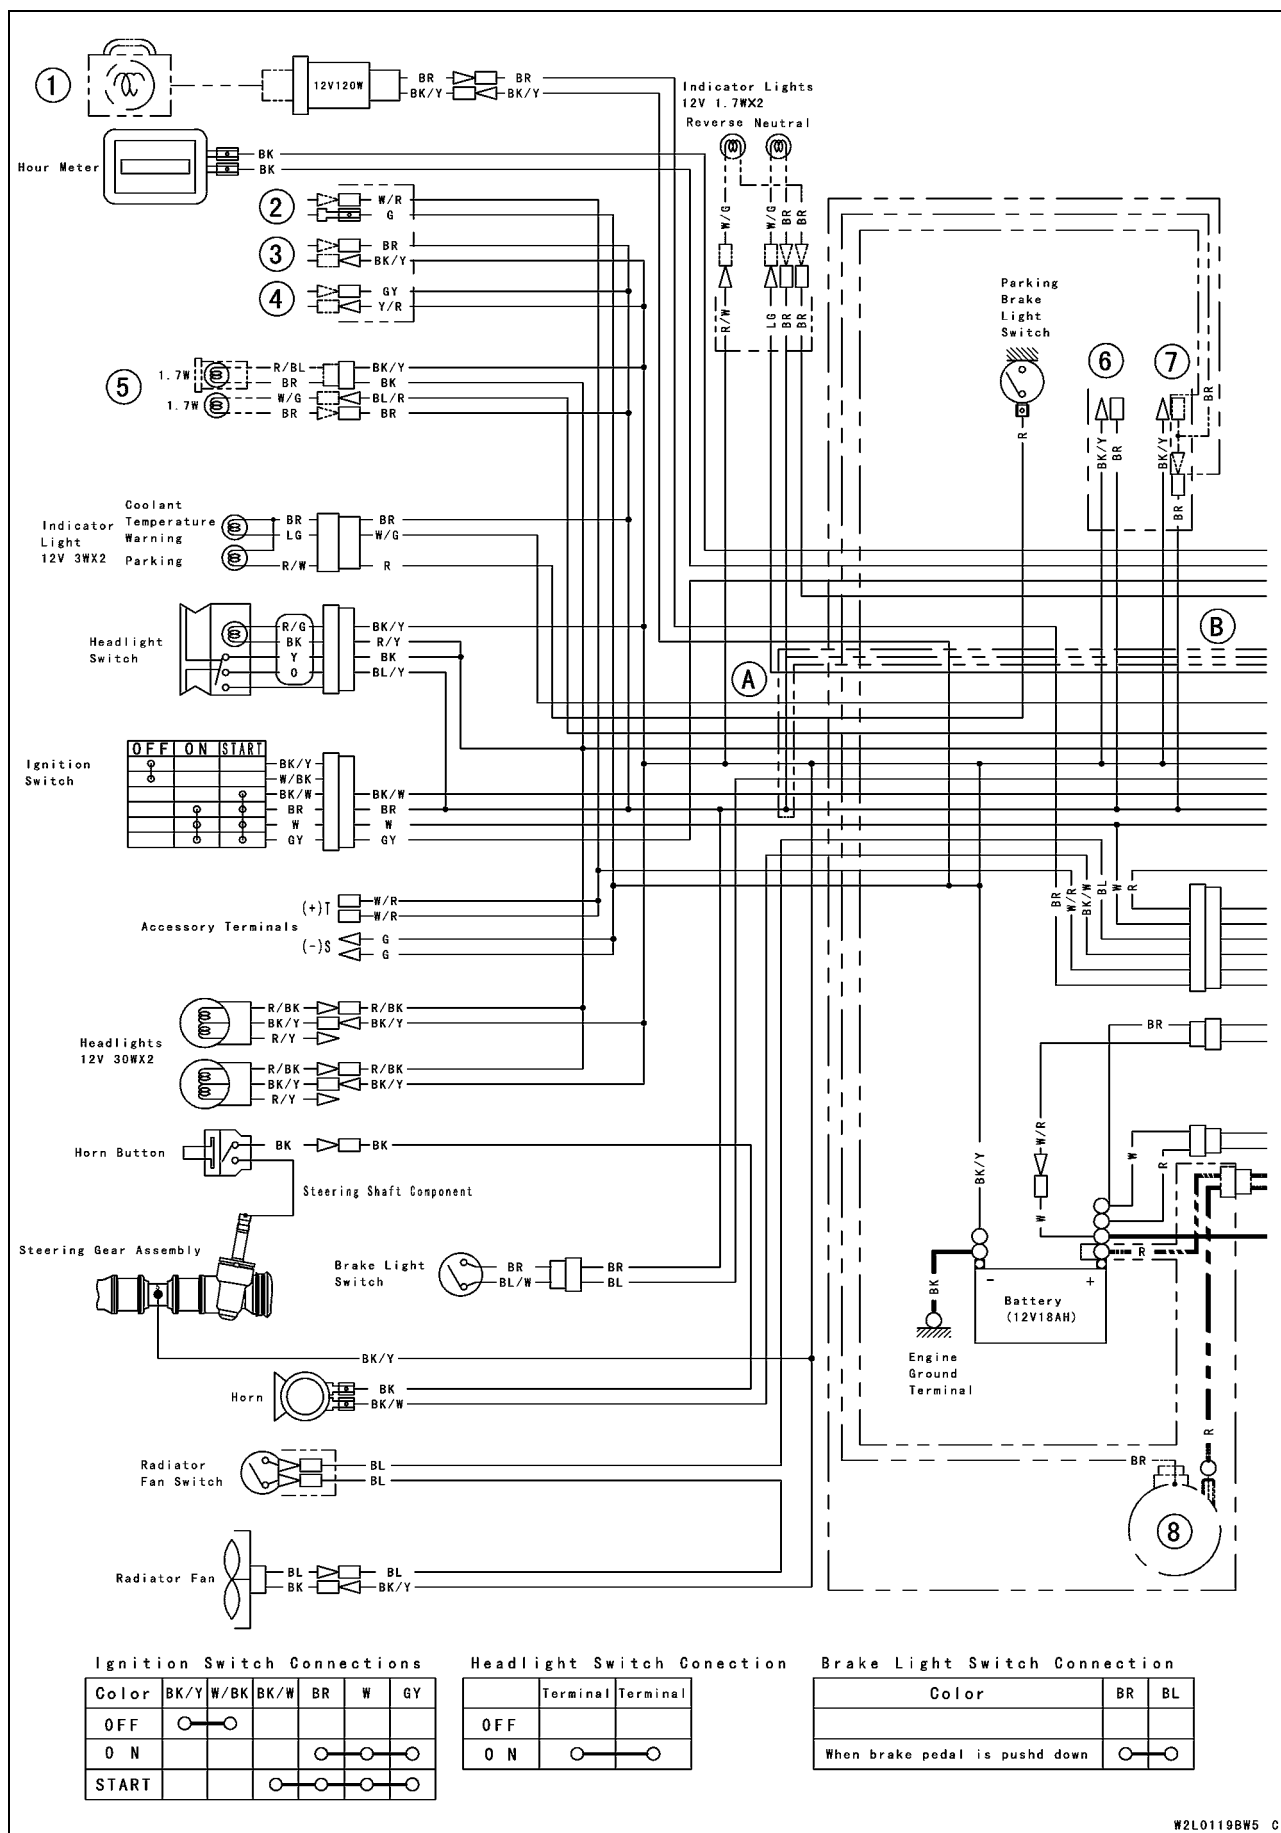 1
12V120W
BR
BR
BK/Y
BK/Y
Indicator Lights
12V 1.7WX2
Reverse Neutral
Hour Meter
BK
BK
2
W/R
G
3
BR
BK/Y
4
GY
Y/R
W/G
W/G
BR
BR
R/W
LG
BR
BR
Parking
Brake
Light
Switch
R
6
7
BR
BK/Y
BR
BK/Y
BR
5
1.7W
R/BL
BK/Y
BR
BK
1.7W
W/G
BL/R
BR
BR
Coolant
Temperature
Warning
Indicator
Light
12V 3WX2
Parking
BR
BR
LG
W/G
R/W
R
Headlight
Switch
R/G
BK/Y
BK
R/Y
Y
BK
O
BL/Y
A
B
Ignition
Switch
OFF ON START
BK/Y
W/BK
BK/W
BK/W
BR
BR
W
W
GY
GY
Accessory Terminals
(+)T
W/R
W/R
(-)S
G
G
BR
W/R
BK/W
BL
W
R
Headlights
12V 30WX2
R/BK
R/BK
BK/Y
BK/Y
R/Y
R/BK
R/BK
BK/Y
BK/Y
R/Y
BR
W/R
W
W
R
BK/Y
Horn Button
BK
BK
Steering Shaft Component
Steering Gear Assembly
Brake Light
Switch
BR
BR
BL/W
BL
BK/Y
R
BK
- +
Battery
(12V18AH)
Engine
Ground
Terminal
Horn
BK
BK/W
Radiator
Fan Switch
BL
BL
R
BR
8
Radiator Fan
BL
BL
BK
BK/Y
Ignition Switch Connections
Color BK/Y W/BK BK/W BR W GY
OFF
O N
START
Headlight Switch Conection
Terminal Terminal
OFF
O N
Brake Light Switch Connection
Color BR BL
When brake pedal is pushd down
W2L0119BW5 C